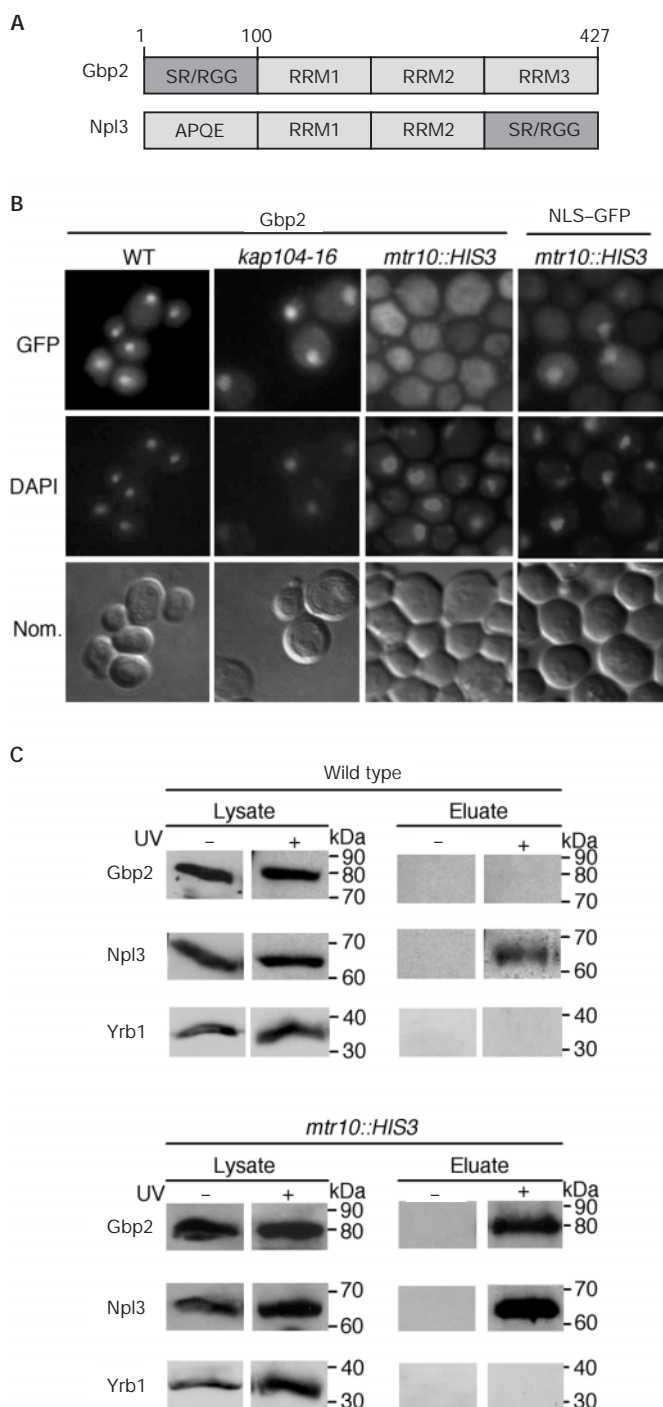 A
1 100 427
Gbp2 SR/RGG RRM1 RRM2 RRM3
Npl3 APQE RRM1 RRM2 SR/RGG
B
Gbp2 NLS–GFP
WT kap104-16 mtr10::HIS3 mtr10::HIS3
GFP
DAPI
Nom.
C
Wild type
Lysate Eluate
UV – + kDa – + kDa
Gbp2 -90 -90
-80 -80
-70 -70
Npl3 -70 -70
-60 -60
Yrb1 -40 -40
-30 -30
mtr10::HIS3
Lysate Eluate
UV – + kDa – + kDa
Gbp2 -90 -90
-80 -80
Npl3 -70 -70
-60 -60
Yrb1 -40 -40
-30 -30